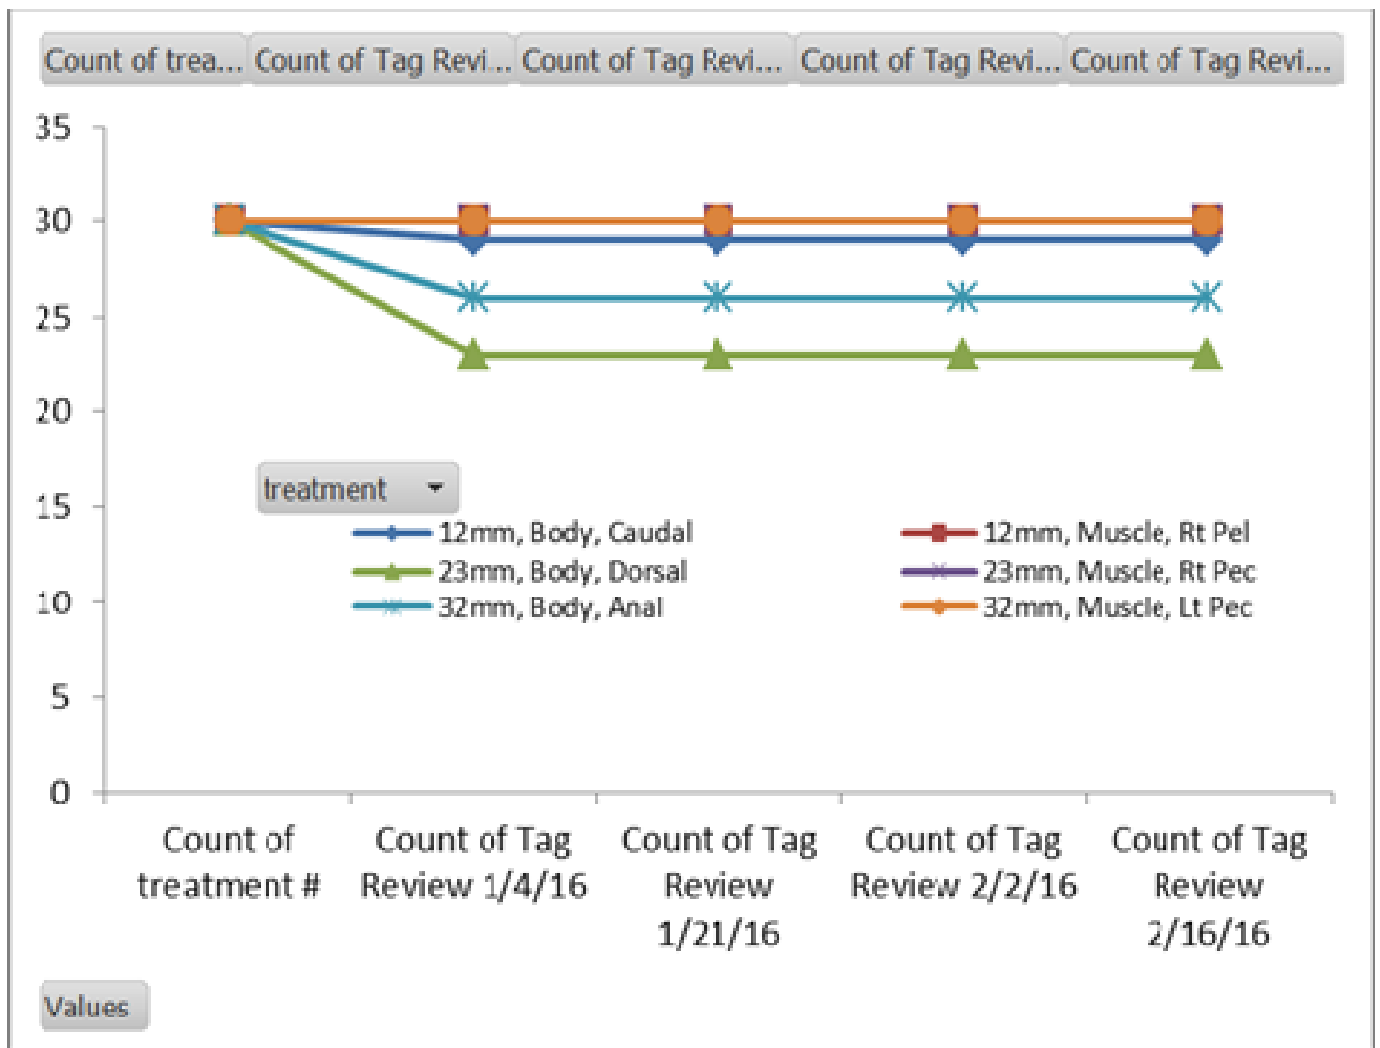 Count of trea... Count of Tag Revi... Count of Tag Revi... Count of Tag Revi... Count of Tag Revi...
35
30
25
20
15
10
5
0
treatment
12mm, Body, Caudal 12mm, Muscle, Rt Pel
23mm, Body, Dorsal 23mm, Muscle, Rt Pec
32mm, Body, Anal 32mm, Muscle, Lt Pec
Count of
treatment #
Count of Tag
Review 1/4/16
Count of Tag
Review
1/21/16
Count of Tag
Review 2/2/16
Count of Tag
Review
2/16/16
Values